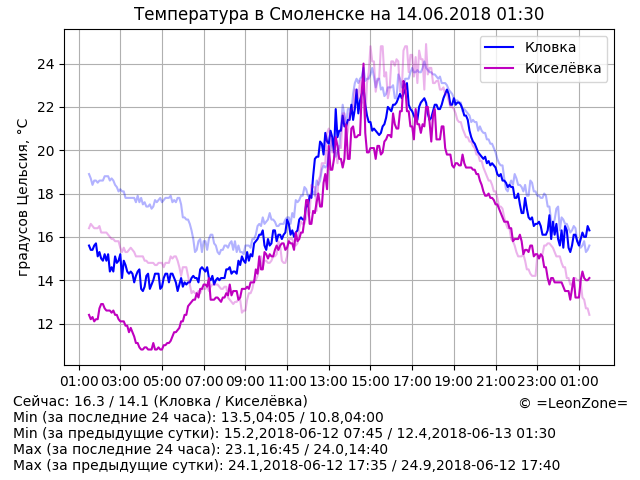 Температура в Смоленске на 14.06.2018 01:30
градусов Цельсия, °C
24
22
20
18
16
14
12
Кловка
Киселёвка
01:00 03:00 05:00 07:00 09:00 11:00 13:00 15:00 17:00 19:00 21:00 23:00 01:00
Сейчас: 16.3 / 14.1 (Кловка / Киселёвка)
© =LeonZone=
Min (за последние 24 часа): 13.5,04:05 / 10.8,04:00
Min (за предыдущие сутки): 15.2,2018-06-12 07:45 / 12.4,2018-06-13 01:30
Max (за последние 24 часа): 23.1,16:45 / 24.0,14:40
Max (за предыдущие сутки): 24.1,2018-06-12 17:35 / 24.9,2018-06-12 17:40